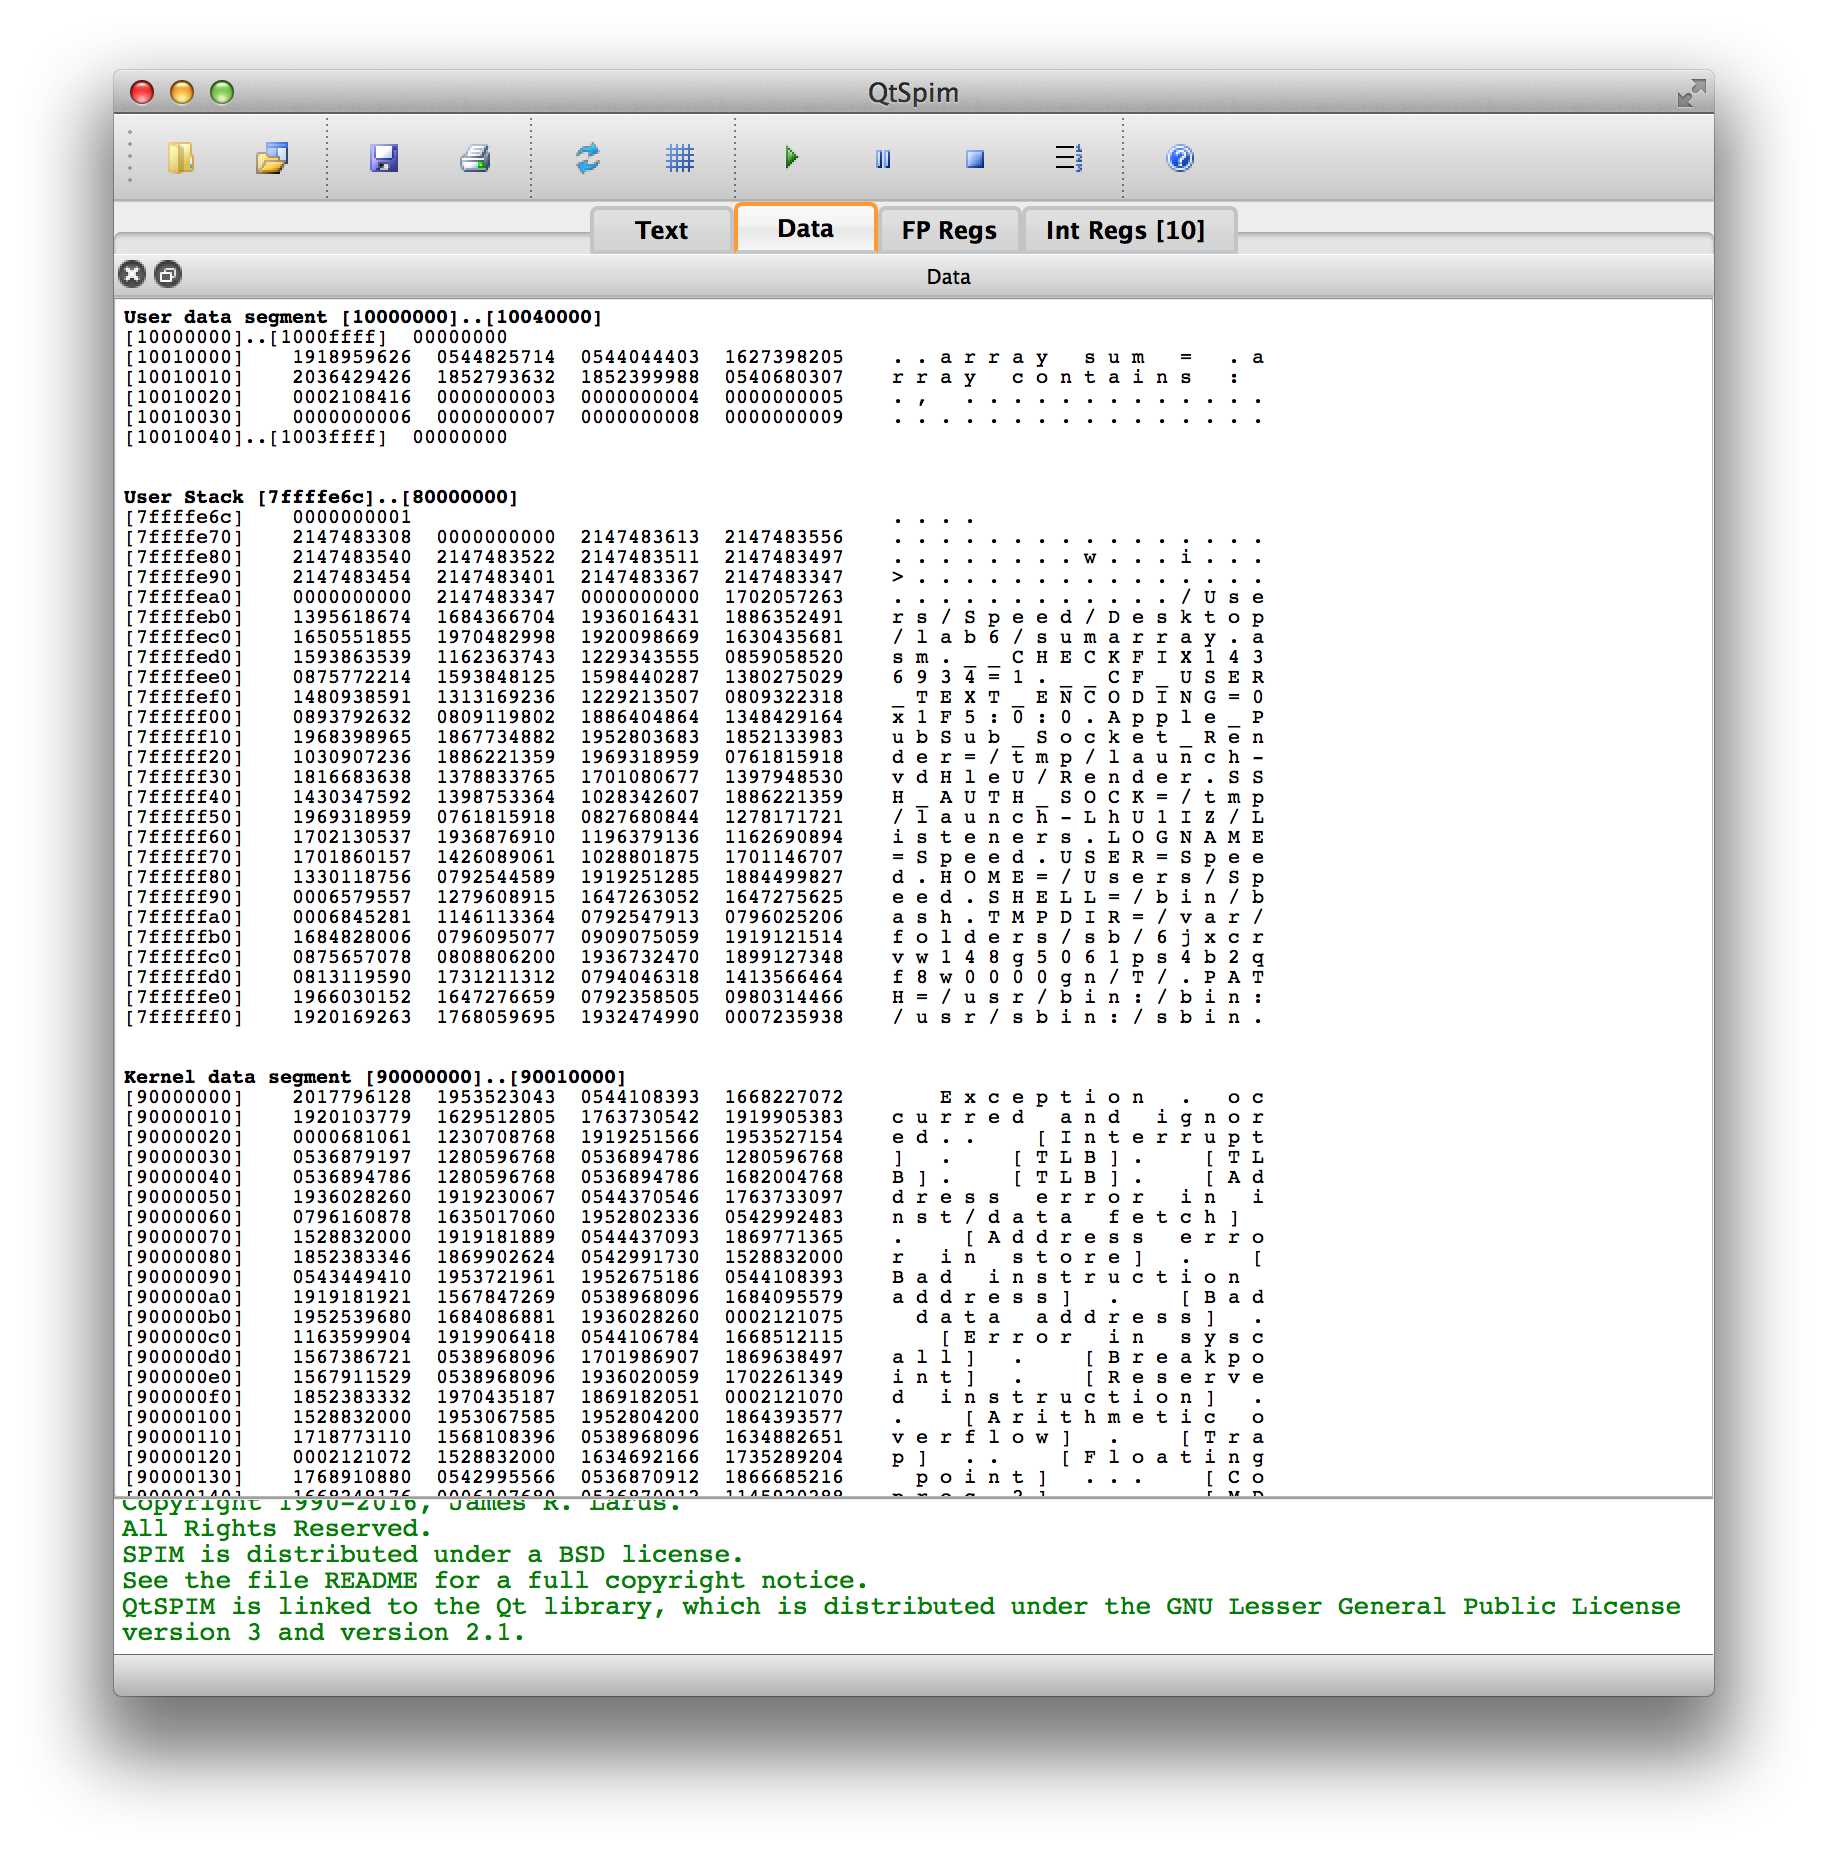 QtSpim
Text Data FP Regs Int Regs [10]
Data
User data segment [10000000]..[10040000]
[10000000]..[1000ffff] 00000000
[10010000] 1918959626 0544825714 0544044403 1627398205 . . a r r a y s u m = . a
[10010010] 2036429426 1852793632 1852399988 0540680307 r r a y c o n t a i n s :
[10010020] 0002108416 0000000003 0000000004 0000000005 . , . . . . . . . . . . . . .
[10010030] 0000000006 0000000007 0000000008 0000000009 . . . . . . . . . . . . . . . .
[10010040]..[1003ffff] 00000000
User Stack [7ffffe6c]..[80000000]
[7ffffe6c] 0000000001 . . . .
[7ffffe70] 2147483308 0000000000 2147483613 2147483556 . . . . . . . . . . . . . . . .
[7ffffe80] 2147483540 2147483522 2147483511 2147483497 . . . . . . . . w . . . i . . .
[7ffffe90] 2147483454 2147483401 2147483367 2147483347 > . . . . . . . . . . . . . . .
[7ffffea0] 0000000000 2147483347 0000000000 1702057263 . . . . . . . . . . . . / U s e
[7ffffeb0] 1395618674 1684366704 1936016431 1886352491 r s / S p e e d / D e s k t o p
[7ffffec0] 1650551855 1970482998 1920098669 1630435681 / l a b 6 / s u m a r r a y . a
[7ffffed0] 1593863539 1162363743 1229343555 0859058520 s m . _ _ C H E C K F I X 1 4 3
[7ffffee0] 0875772214 1593848125 1598440287 1380275029 6 9 3 4 = 1 . _ _ C F _ U S E R
[7ffffef0] 1480938591 1313169236 1229213507 0809322318 _ T E X T _ E N C O D I N G = 0
[7fffff00] 0893792632 0809119802 1886404864 1348429164 x 1 F 5 : 0 : 0 . A p p l e _ P
[7fffff10] 1968398965 1867734882 1952803683 1852133983 u b S u b _ S o c k e t _ R e n
[7fffff20] 1030907236 1886221359 1969318959 0761815918 d e r = / t m p / l a u n c h -
[7fffff30] 1816683638 1378833765 1701080677 1397948530 v d H l e U / R e n d e r . S S
[7fffff40] 1430347592 1398753364 1028342607 1886221359 H _ A U T H _ S O C K = / t m p
[7fffff50] 1969318959 0761815918 0827680844 1278171721 / l a u n c h - L h U 1 I Z / L
[7fffff60] 1702130537 1936876910 1196379136 1162690894 i s t e n e r s . L O G N A M E
[7fffff70] 1701860157 1426089061 1028801875 1701146707 = S p e e d . U S E R = S p e e
[7fffff80] 1330118756 0792544589 1919251285 1884499827 d . H O M E = / U s e r s / S p
[7fffff90] 0006579557 1279608915 1647263052 1647275625 e e d . S H E L L = / b i n / b
[7fffffa0] 0006845281 1146113364 0792547913 0796025206 a s h . T M P D I R = / v a r /
[7fffffb0] 1684828006 0796095077 0909075059 1919121514 f o l d e r s / s b / 6 j x c r
[7fffffc0] 0875657078 0808806200 1936732470 1899127348 v w 1 4 8 g 5 0 6 1 p s 4 b 2 q
[7fffffd0] 0813119590 1731211312 0794046318 1413566464 f 8 w 0 0 0 0 g n / T / . P A T
[7fffffe0] 1966030152 1647276659 0792358505 0980314466 H = / u s r / b i n : / b i n :
[7ffffff0] 1920169263 1768059695 1932474990 0007235938 / u s r / s b i n : / s b i n .
Kernel data segment [90000000]..[90010000]
[90000000] 2017796128 1953523043 0544108393 1668227072 E x c e p t i o n . o c
[90000010] 1920103779 1629512805 1763730542 1919905383 c u r r e d a n d i g n o r
[90000020] 0000681061 1230708768 1919251566 1953527154 e d . . [ I n t e r r u p t
[90000030] 0536879197 1280596768 0536894786 1280596768 ] . [ T L B ] . [ T L
[90000040] 0536894786 1280596768 0536894786 1682004768 B ] . [ T L B ] . [ A d
[90000050] 1936028260 1919230067 0544370546 1763733097 d r e s s e r r o r i n i
[90000060] 0796160878 1635017060 1952802336 0542992483 n s t / d a t a f e t c h ]
[90000070] 1528832000 1919181889 0544437093 1869771365 . [ A d d r e s s e r r o
[90000080] 1852383346 1869902624 0542991730 1528832000 r i n s t o r e ] . [
[90000090] 0543449410 1953721961 1952675186 0544108393 B a d i n s t r u c t i o n
[900000a0] 1919181921 1567847269 0538968096 1684095579 a d d r e s s ] . [ B a d
[900000b0] 1952539680 1684086881 1936028260 0002121075 d a t a a d d r e s s ] .
[900000c0] 1163599904 1919906418 0544106784 1668512115 [ E r r o r i n s y s c
[900000d0] 1567386721 0538968096 1701986907 1869638497 a l l ] . [ B r e a k p o
[900000e0] 1567911529 0538968096 1936020059 1702261349 i n t ] . [ R e s e r v e
[900000f0] 1852383332 1970435187 1869182051 0002121070 d i n s t r u c t i o n ] .
[90000100] 1528832000 1953067585 1952804200 1864393577 . [ A r i t h m e t i c o
[90000110] 1718773110 1568108396 0538968096 1634882651 v e r f l o w ] . [ T r a
[90000120] 0002121072 1528832000 1634692166 1735289204 p ] . . [ F l o a t i n g
[90000130] 1768910880 0542995566 0536870912 1866685216 p o i n t ] . . . [ C o
Copyright 1990-2016, James R. Larus.
All Rights Reserved.
SPIM is distributed under a BSD license.
See the file README for a full copyright notice.
QtSPIM is linked to the Qt library, which is distributed under the GNU Lesser General Public License
version 3 and version 2.1.